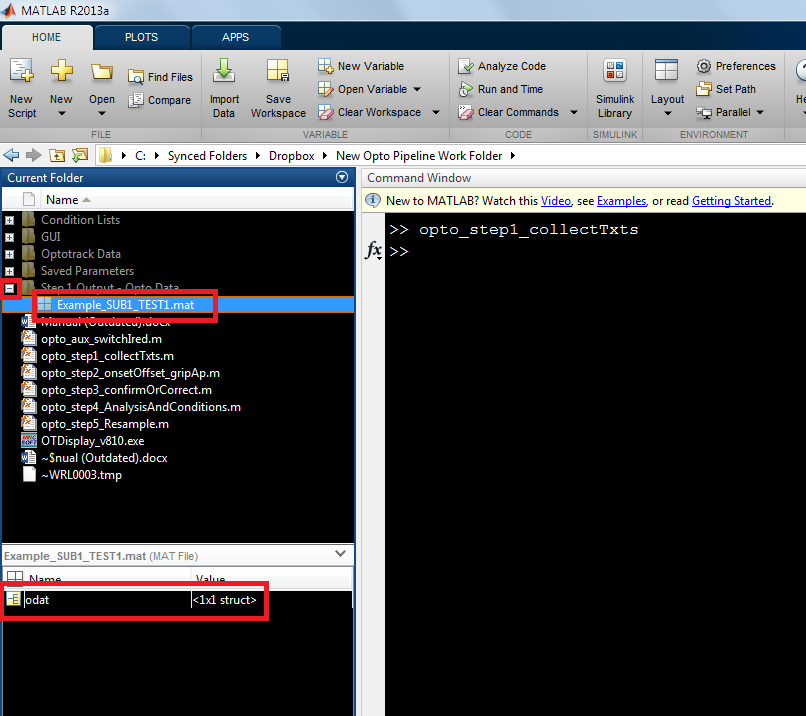 MATLAB R2013a
HOME PLOTS APPS
New Script
New
Open
Find Files
Compare
FILE
Import Data
Save Workspace
New Variable
Open Variable
Clear Workspace
VARIABLE
Analyze Code
Run and Time
Clear Commands
CODE
Simulink Library
SIMULINK
Layout
Preferences
Set Path
Parallel
ENVIRONMENT
He
C: Synced Folders Dropbox New Opto Pipeline Work Folder
Current Folder
Name
Condition Lists
GUI
Optotrack Data
Saved Parameters
Step 1 Output - Opto Data
Example_SUB1_TEST1.mat
Manual (Outdated).docx
opto_aux_switchIred.m
opto_step1_collectTxts.m
opto_step2_onsetOffset_gripAp.m
opto_step3_confirmOrCorrect.m
opto_step4_AnalysisAndConditions.m
opto_step5_Resample.m
OTDisplay_v810.exe
~$nual (Outdated).docx
~WRL0003.tmp
Example_SUB1_TEST1.mat (MAT File)
Name Value
odat <1x1 struct>
Command Window
New to MATLAB? Watch this Video, see Examples, or read Getting Started.
>> opto_step1_collectTxts
fx >>